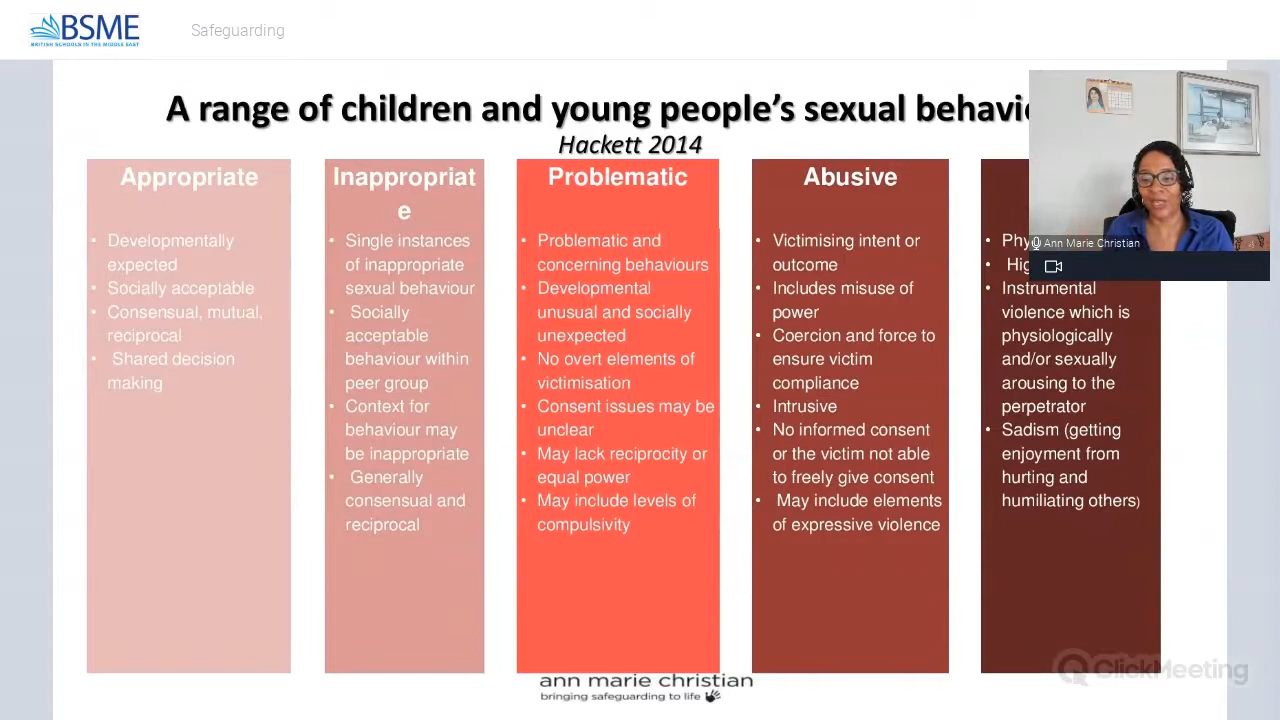 BSME
BRITISH SCHOOLS IN THE MIDDLE EAST
Safeguarding
A range of children and young people's sexual behavi
Hackett 2014
Appropriate
• Developmentally
expected
• Socially acceptable
• Consensual, mutual,
reciprocal
• Shared decision
making
Inappropriat
e
• Single instances
of inappropriate
sexual behaviour
• Socially
acceptable
behaviour within
peer group
• Context for
behaviour may
be inappropriate
• Generally
consensual and
reciprocal
Problematic
• Problematic and
concerning behaviours
• Developmental
unusual and socially
unexpected
• No overt elements of
victimisation
• Consent issues may be
unclear
• May lack reciprocity or
equal power
• May include levels of
compulsivity
Abusive
• Victimising intent or
outcome
• Includes misuse of
power
• Coercion and force to
ensure victim
compliance
• Intrusive
• No informed consent
or the victim not able
to freely give consent
• May include elements
of expressive violence
• Phy
• Hig
• Instrumental
violence which is
physiologically
and/or sexually
arousing to the
perpetrator
• Sadism (getting
enjoyment from
hurting and
humiliating others)
Ann Marie Christian
ann marie christian
bringing safeguarding to life
ClickMeeting